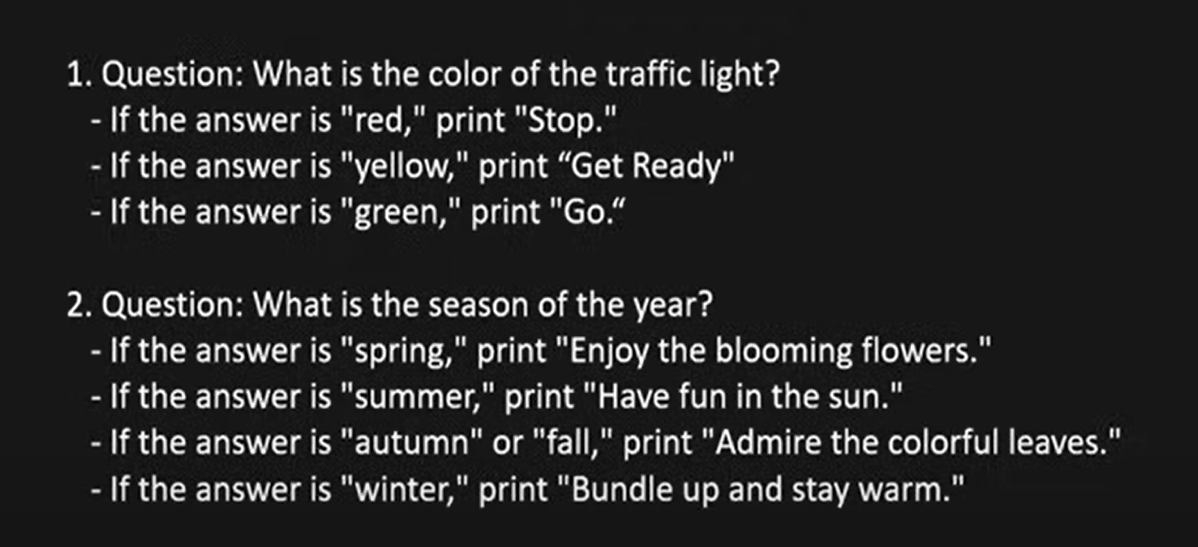 1. Question: What is the color of the traffic light?
- If the answer is "red," print "Stop."
- If the answer is "yellow," print “Get Ready"
- If the answer is "green," print "Go.“
2. Question: What is the season of the year?
- If the answer is "spring," print "Enjoy the blooming flowers."
- If the answer is "summer," print "Have fun in the sun."
- If the answer is "autumn" or "fall," print "Admire the colorful leaves."
- If the answer is "winter," print "Bundle up and stay warm."